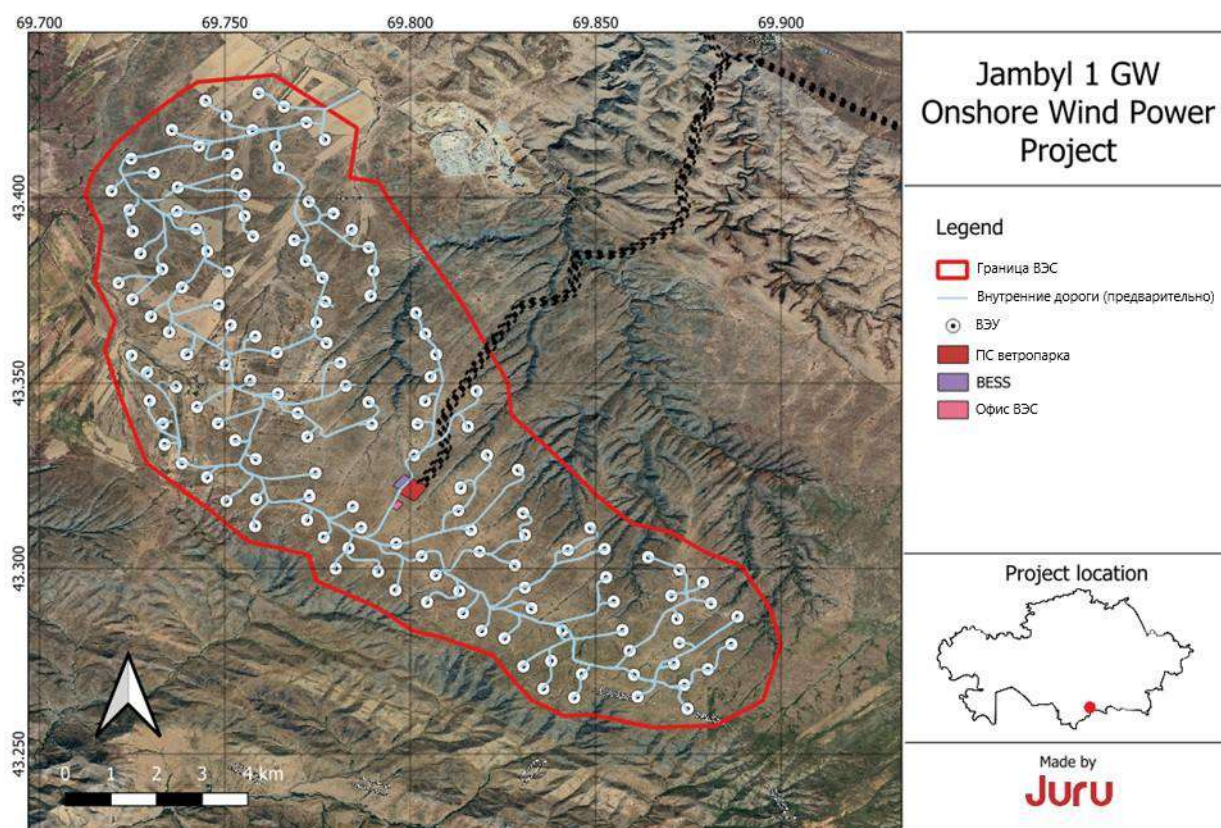 69.700
69.750
69.800
69.850
69.900
43.400
43.350
43.300
43.250
0 1 2 3 4 km
Jambyl 1 GW
Onshore Wind Power
Project
Legend
Граница ВЭС
Внутренние дороги (предварительно)
ВЭУ
ПС ветропарка
BESS
Офис ВЭС
Project location
Made by
Juru